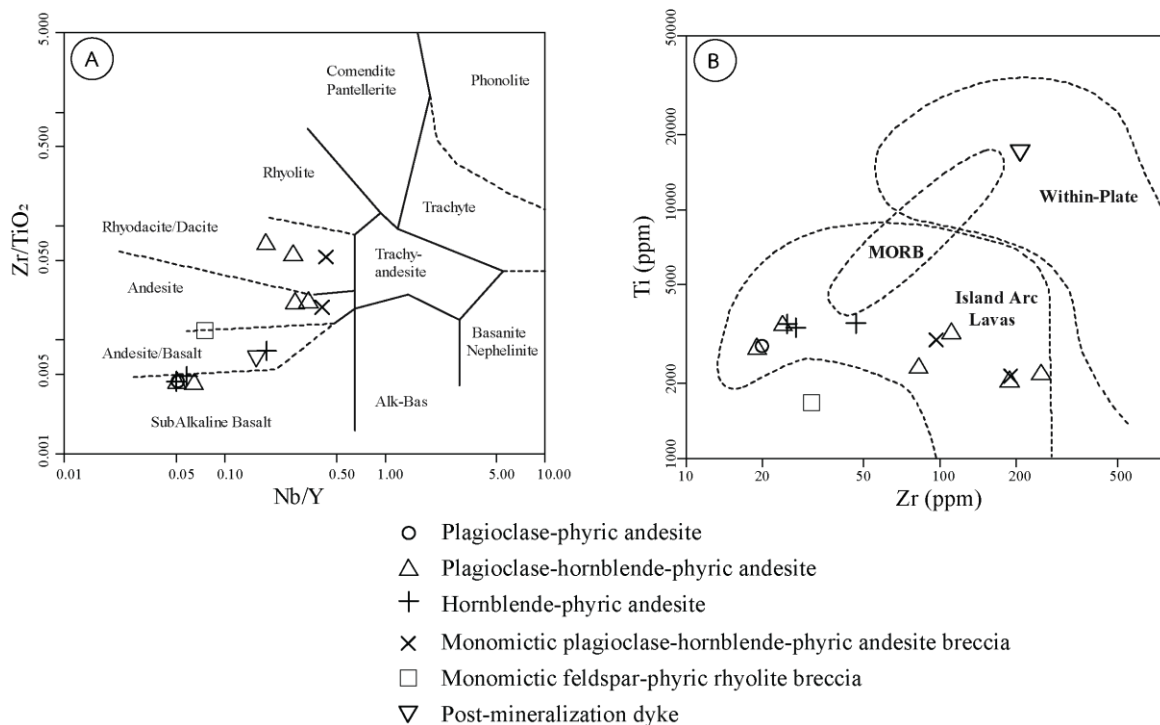 A
5.000
0.500
0.050
0.005
0.001
Zr/TiO₂
Comendite
Pantellerite
Phonolite
Rhyolite
Trachyte
Rhyodacite/Dacite
Trachy-
andesite
Andesite
Basanite
Nephelinite
Andesite/Basalt
Alk-Bas
SubAlkaline Basalt
0.01
0.05
0.10
0.50
1.00
10.00
Nb/Y
B
50000
20000
10000
5000
2000
1000
Ti (ppm)
Within-Plate
MORB
Island Arc
Lavas
10
20
50
100
200
500
Zr (ppm)
Plagioclase-phyric andesite
Plagioclase-hornblende-phyric andesite
Hornblende-phyric andesite
Monomictic plagioclase-hornblende-phyric andesite breccia
Monomictic feldspar-phyric rhyolite breccia
Post-mineralization dyke